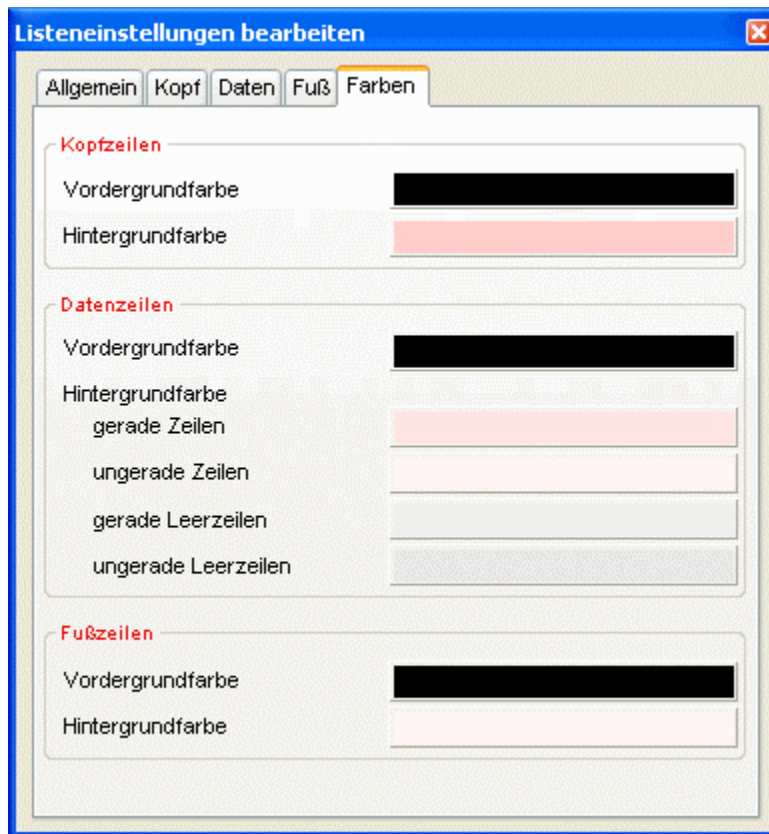 Listeneinstellungen bearbeiten
Allgemein Kopf Daten Fuß Farben
Kopfzeilen
Vordergrundfarbe
Hintergrundfarbe
Datenzeilen
Vordergrundfarbe
Hintergrundfarbe
gerade Zeilen
ungerade Zeilen
gerade Leerzeilen
ungerade Leerzeilen
Fußzeilen
Vordergrundfarbe
Hintergrundfarbe